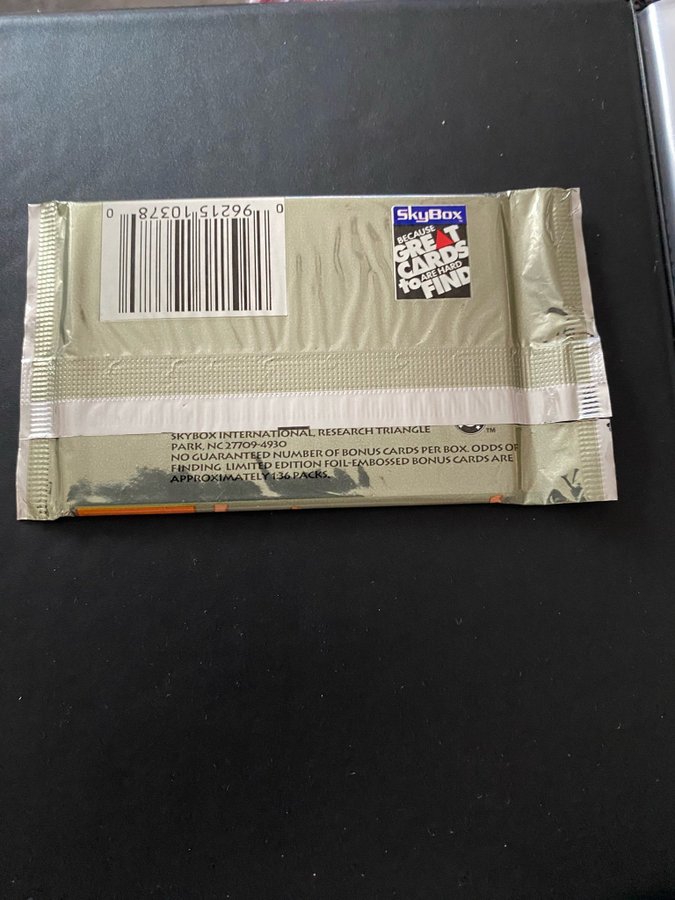 0 96215 10378 0
SkyBox
BECAUSE
GREAT
CARDS
ARE HARD
to FIND
SKYBOX INTERNATIONAL, RESEARCH TRIANGLE
PARK, NC 27709-4930
NO GUARANTEED NUMBER OF BONUS CARDS PER BOX. ODDS OF
FINDING LIMITED EDITION FOIL-EMBOSSED BONUS CARDS ARE
APPROXIMATELY 1:36 PACKS.
TM